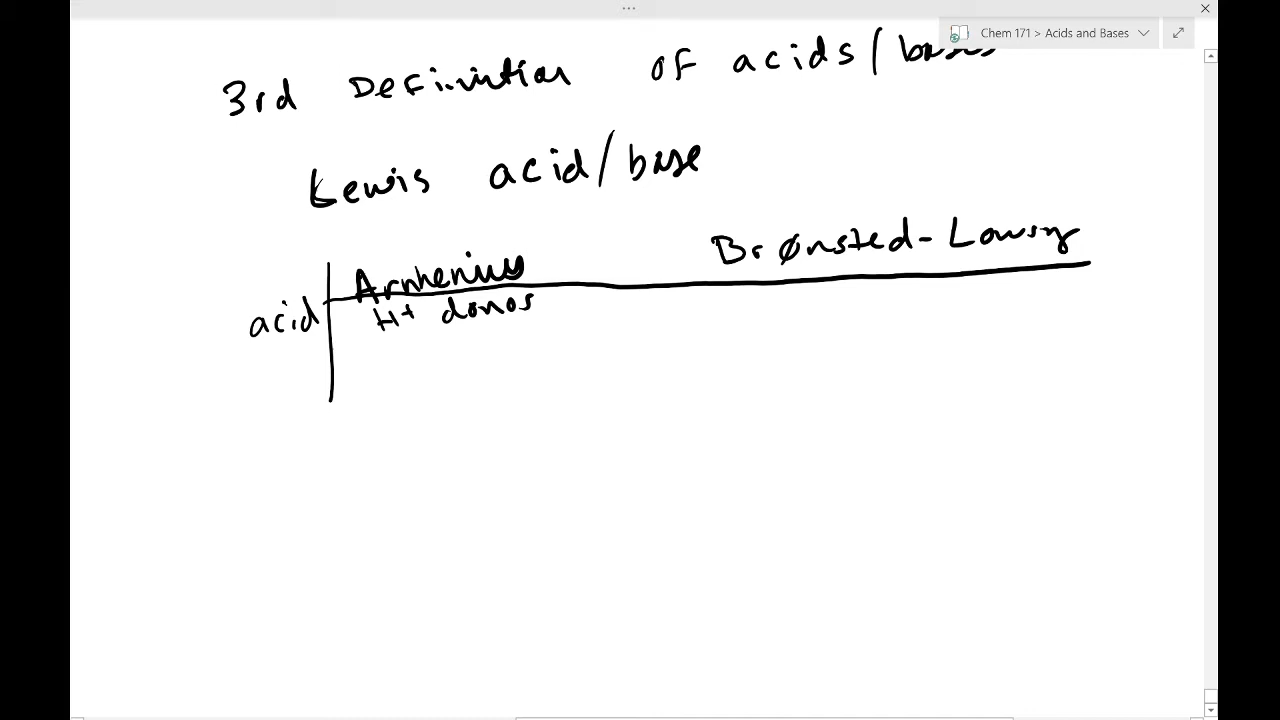 Chem 171 > Acids and Bases
3rd Definition of acids/bases
Lewis acid/base
Arrhenius Brønsted-Lowry
acid H+ donor